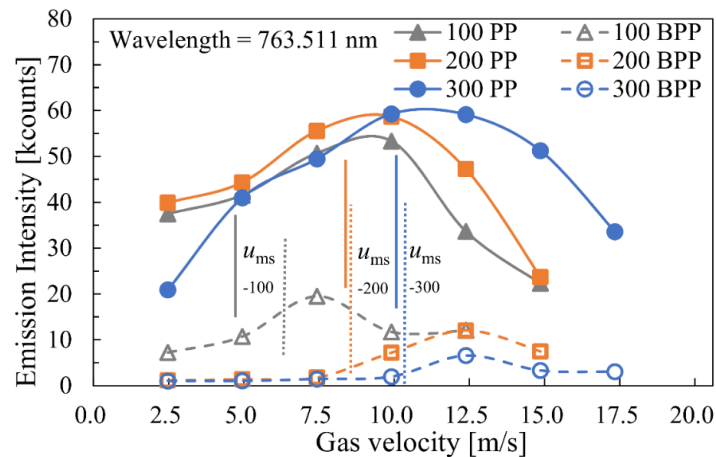 Wavelength = 763.511 nm
100 PP
100 BPP
200 PP
200 BPP
300 PP
300 BPP
Emission Intensity [kcounts]
80
70
60
50
40
30
20
10
0
u ms -100
u ms -200
u ms -300
0.0 2.5 5.0 7.5 10.0 12.5 15.0 17.5 20.0
Gas velocity [m/s]